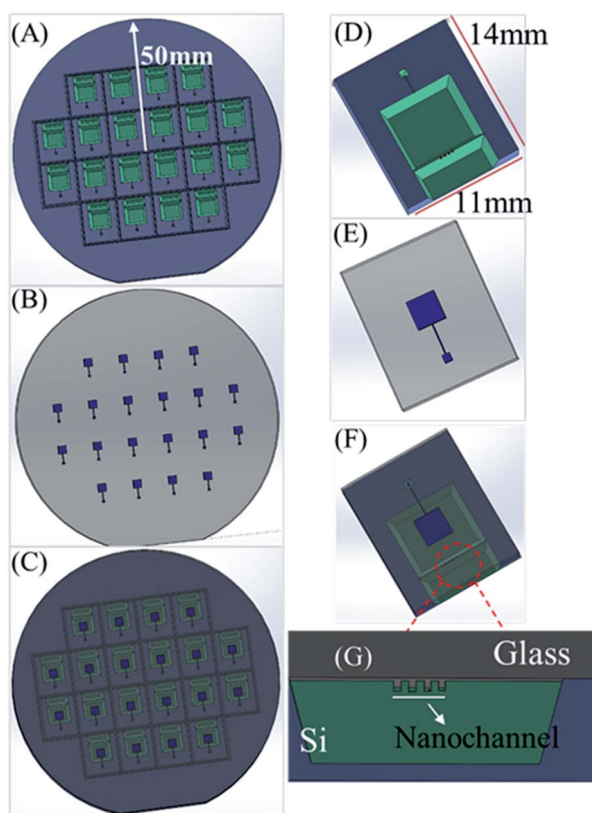 (A)
50mm
(B)
(C)
(D)
14mm
11mm
(E)
(F)
(G)
Glass
Si
Nanochannel